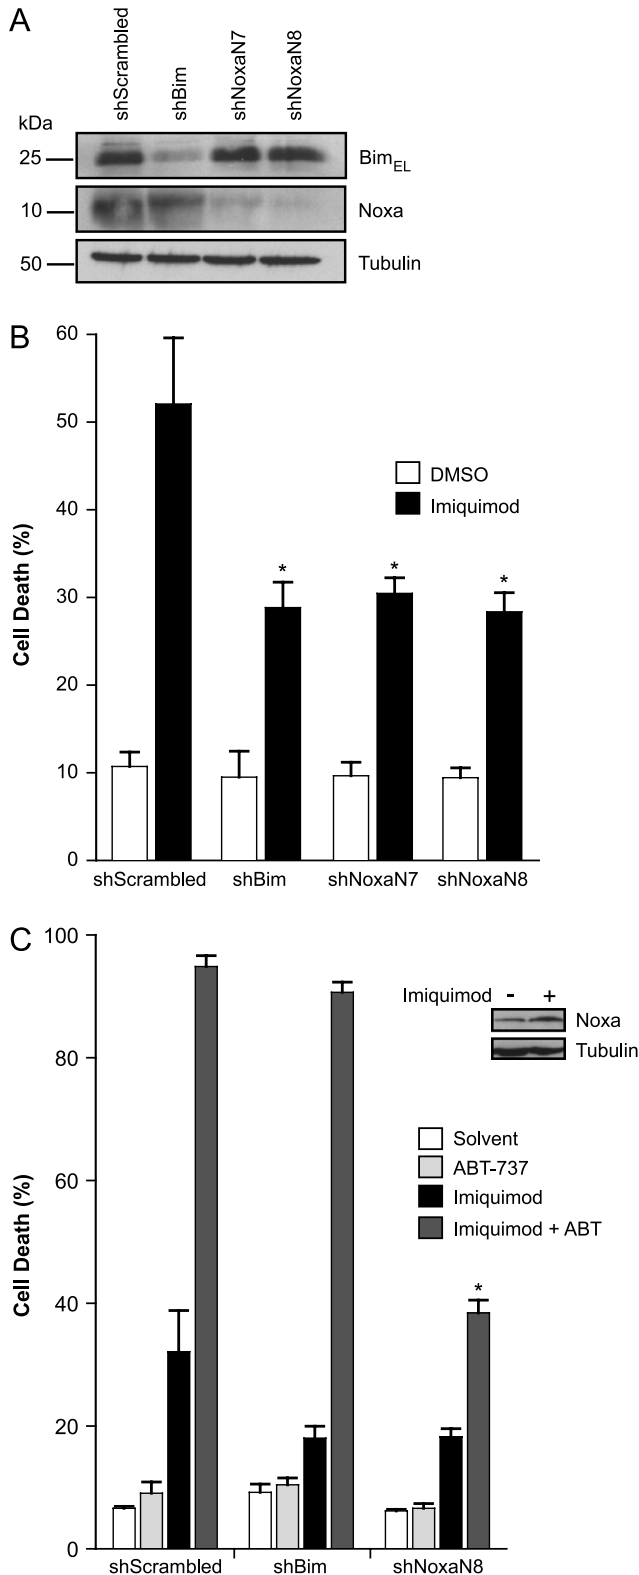 A
shScrambled
shBim
shNoxaN7
shNoxaN8
kDa
25
BimEL
10
Noxa
50
Tubulin
B
60
50
40
30
20
10
0
Cell Death (%)
DMSO
Imiquimod
*
*
*
shScrambled
shBim
shNoxaN7
shNoxaN8
C
100
80
60
40
20
0
Cell Death (%)
Imiquimod - +
Noxa
Tubulin
Solvent
ABT-737
Imiquimod
Imiquimod + ABT
*
shScrambled
shBim
shNoxaN8